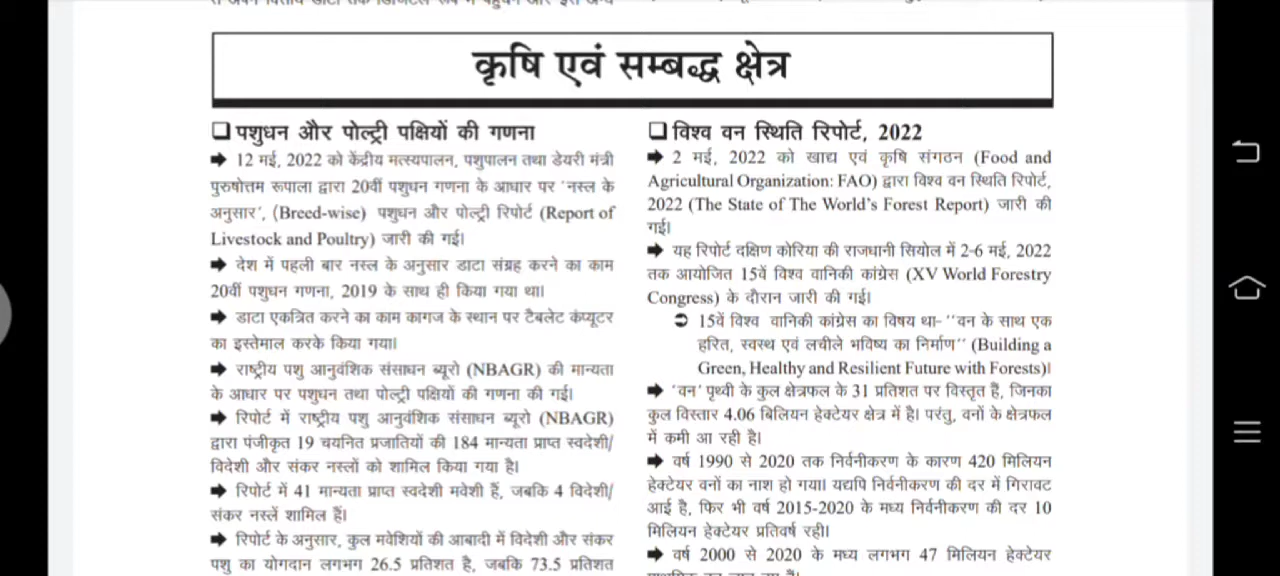 कृषि एवं सम्बद्ध क्षेत्र
❑ पशुधन और पोल्ट्री पक्षियों की गणना
➡ 12 मई, 2022 को केंद्रीय मत्स्यपालन, पशुपालन तथा डेयरी मंत्री
पुरुषोत्तम रूपाला द्वारा 20वीं पशुधन गणना के आधार पर 'नस्ल के
अनुसार', (Breed-wise) पशुधन और पोल्ट्री रिपोर्ट (Report of
Livestock and Poultry) जारी की गई।
➡ देश में पहली बार नस्ल के अनुसार डाटा संग्रह करने का काम
20वीं पशुधन गणना, 2019 के साथ ही किया गया था।
➡ डाटा एकत्रित करने का काम कागज के स्थान पर टैबलेट कंप्यूटर
का इस्तेमाल करके किया गया।
➡ राष्ट्रीय पशु आनुवंशिक संसाधन ब्यूरो (NBAGR) की मान्यता
के आधार पर पशुधन तथा पोल्ट्री पक्षियों की गणना की गई।
➡ रिपोर्ट में राष्ट्रीय पशु आनुवंशिक संसाधन ब्यूरो (NBAGR)
द्वारा पंजीकृत 19 चयनित प्रजातियों की 184 मान्यता प्राप्त स्वदेशी/
विदेशी और संकर नस्लों को शामिल किया गया है।
➡ रिपोर्ट में 41 मान्यता प्राप्त स्वदेशी मवेशी हैं, जबकि 4 विदेशी/
संकर नस्लें शामिल हैं।
➡ रिपोर्ट के अनुसार, कुल मवेशियों की आबादी में विदेशी और संकर
पशु का योगदान लगभग 26.5 प्रतिशत है, जबकि 73.5 प्रतिशत
❑ विश्व वन स्थिति रिपोर्ट, 2022
➡ 2 मई, 2022 को खाद्य एवं कृषि संगठन (Food and
Agricultural Organization: FAO) द्वारा विश्व वन स्थिति रिपोर्ट,
2022 (The State of The World's Forest Report) जारी की
गई।
➡ यह रिपोर्ट दक्षिण कोरिया की राजधानी सियोल में 2-6 मई, 2022
तक आयोजित 15वें विश्व वानिकी कांग्रेस (XV World Forestry
Congress) के दौरान जारी की गई।
➲ 15वें विश्व वानिकी कांग्रेस का विषय था-"वन के साथ एक
हरित, स्वस्थ एवं लचीले भविष्य का निर्माण" (Building a
Green, Healthy and Resilient Future with Forests)।
➡ 'वन' पृथ्वी के कुल क्षेत्रफल के 31 प्रतिशत पर विस्तृत है, जिनका
कुल विस्तार 4.06 बिलियन हेक्टेयर क्षेत्र में है। परंतु, वनों के क्षेत्रफल
में कमी आ रही है।
➡ वर्ष 1990 से 2020 तक निर्वनीकरण के कारण 420 मिलियन
हेक्टेयर वनों का नाश हो गया। यद्यपि निर्वनीकरण की दर में गिरावट
आई है, फिर भी वर्ष 2015-2020 के मध्य निर्वनीकरण की दर 10
मिलियन हेक्टेयर प्रतिवर्ष रही।
➡ वर्ष 2000 से 2020 के मध्य लगभग 47 मिलियन हेक्टेयर